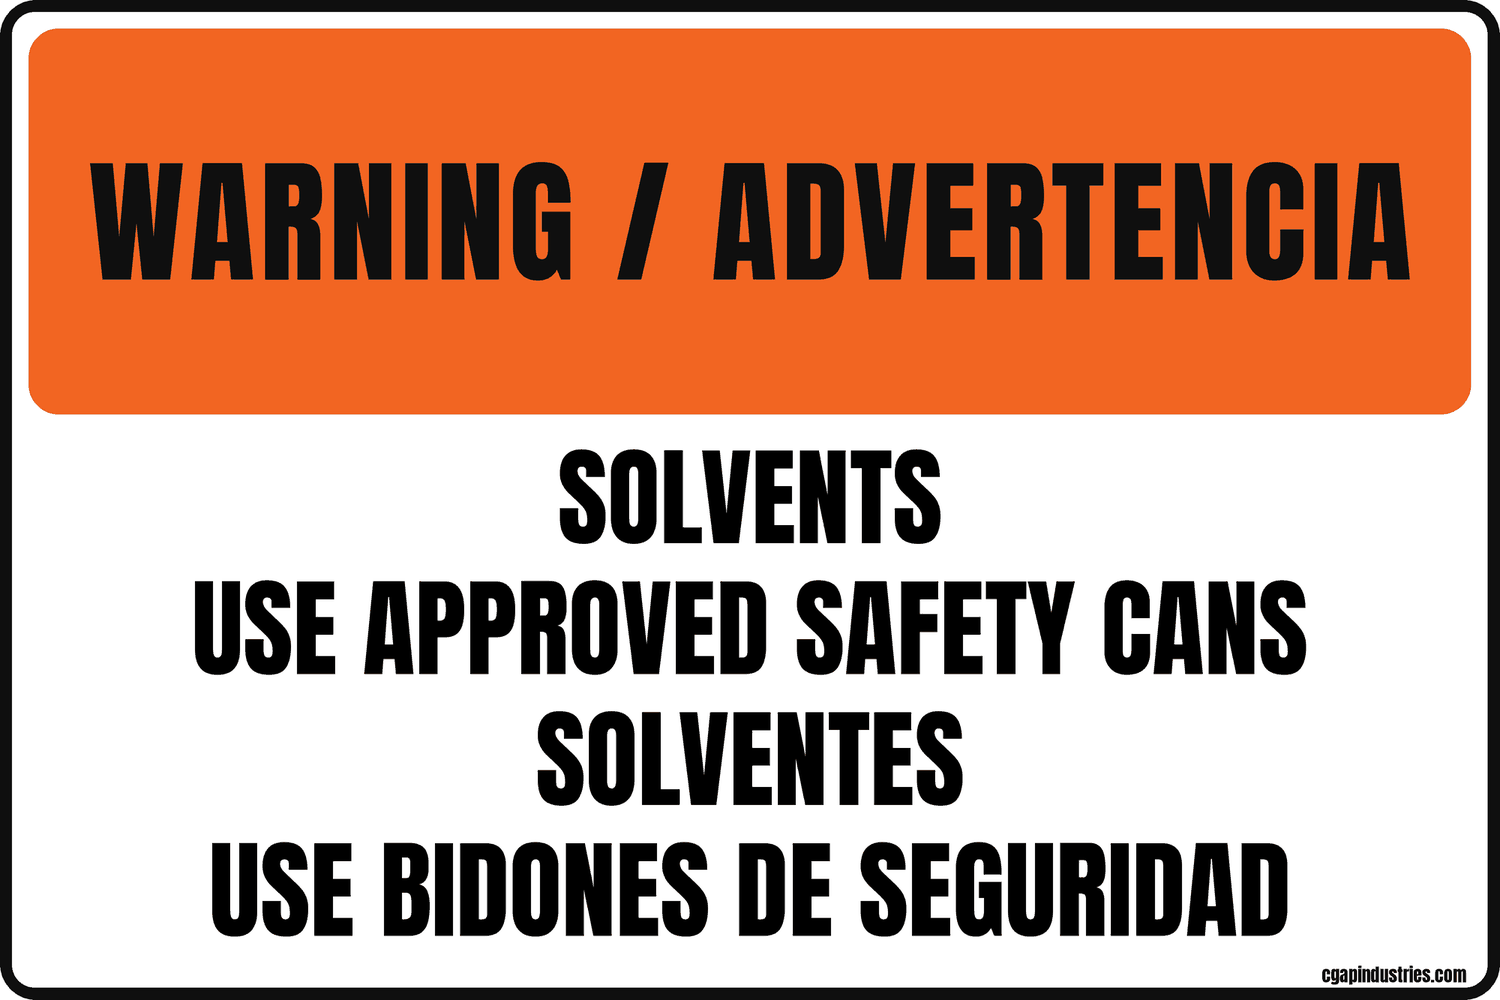 WARNING / ADVERTENCIA
SOLVENTS
USE APPROVED SAFETY CANS
SOLVENTES
USE BIDONES DE SEGURIDAD
cgapindustries.com